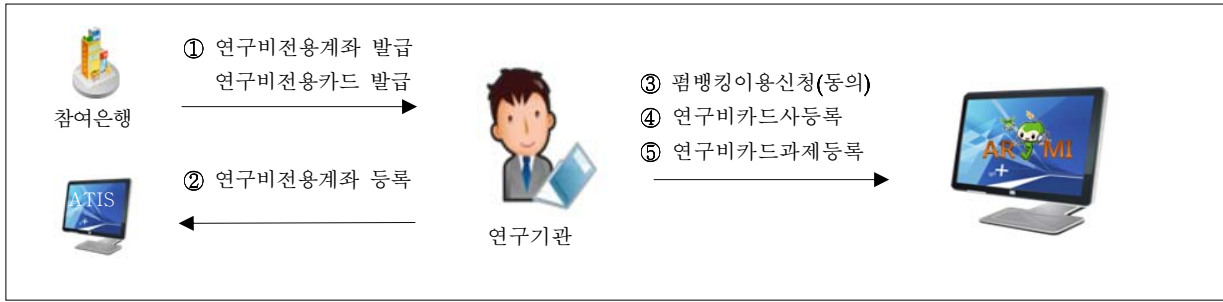 ① 연구비전용계좌 발급
연구비전용카드 발급
참여은행
② 연구비전용계좌 등록
ATIS
연구기관
③ 펌뱅킹이용신청(동의)
④ 연구비카드사등록
⑤ 연구비카드과제등록